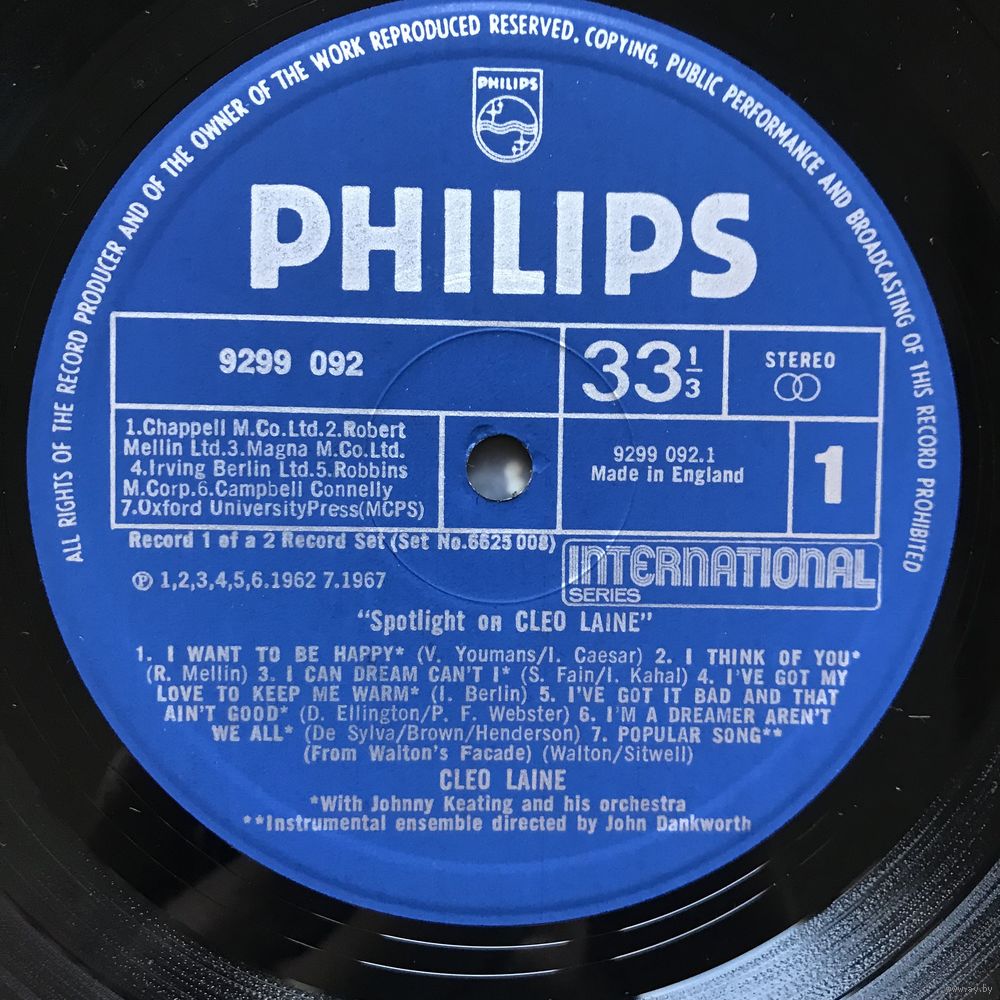 ALL RIGHTS OF THE RECORD PRODUCER AND OF THE OWNER OF THE WORK REPRODUCED RESERVED. COPYING, PUBLIC PERFORMANCE AND BROADCASTING OF THIS RECORD PROHIBITED
PHILIPS
PHILIPS
9299 092
33 1/3
STEREO
1.Chappell M.Co.Ltd.2.Robert
Mellin Ltd.3.Magna M.Co.Ltd.
4.Irving Berlin Ltd.5.Robbins
M.Corp.6.Campbell Connelly
7.Oxford UniversityPress(MCPS)
9299 092.1
Made in England
1
Record 1 of a 2 Record Set (Set No.6625 008)
℗ 1,2,3,4,5,6.1962 7.1967
INTERNATIONAL
SERIES
"Spotlight on CLEO LAINE"
1. I WANT TO BE HAPPY* (V. Youmans/I. Caesar) 2. I THINK OF YOU*
(R. Mellin) 3. I CAN DREAM CAN'T I* (S. Fain/I. Kahal) 4. I'VE GOT MY
LOVE TO KEEP ME WARM* (I. Berlin) 5. I'VE GOT IT BAD AND THAT
AIN'T GOOD* (D. Ellington/P. F. Webster) 6. I'M A DREAMER AREN'T
WE ALL* (De Sylva/Brown/Henderson) 7. POPULAR SONG**
(From Walton's Facade) (Walton/Sitwell)
CLEO LAINE
*With Johnny Keating and his orchestra
**Instrumental ensemble directed by John Dankworth
www.ay.by